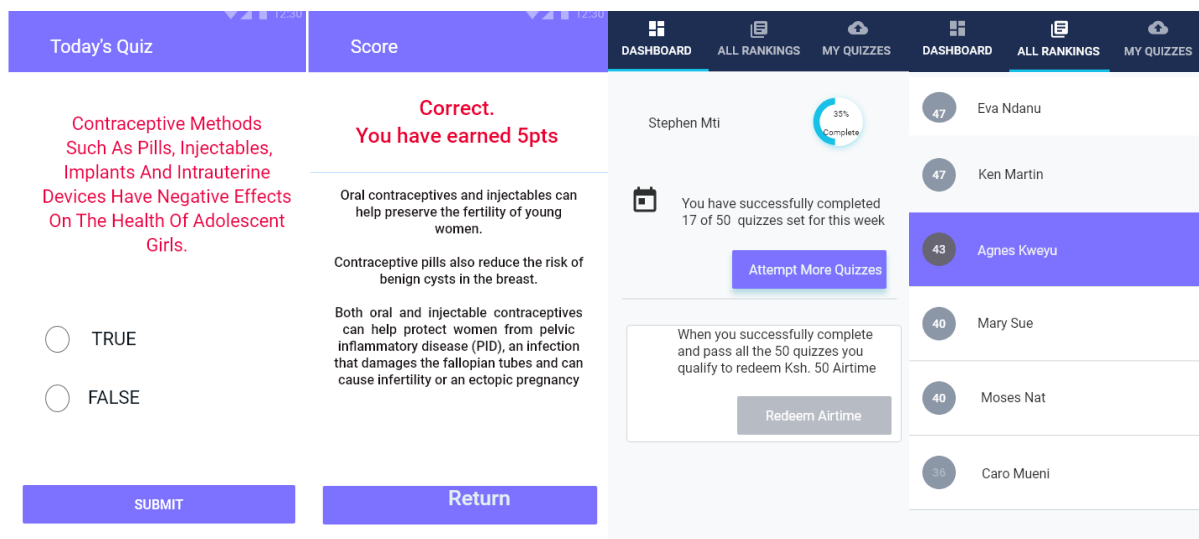 12:30
Today's Quiz
Contraceptive Methods
Such As Pills, Injectables,
Implants And Intrauterine
Devices Have Negative Effects
On The Health Of Adolescent
Girls.
TRUE
FALSE
SUBMIT
12:30
Score
Correct.
You have earned 5pts
Oral contraceptives and injectables can
help preserve the fertility of young
women.
Contraceptive pills also reduce the risk of
benign cysts in the breast.
Both oral and injectable contraceptives
can help protect women from pelvic
inflammatory disease (PID), an infection
that damages the fallopian tubes and can
cause infertility or an ectopic pregnancy
Return
DASHBOARD ALL RANKINGS MY QUIZZES
Stephen Mti
35%
Complete
You have successfully completed
17 of 50 quizzes set for this week
Attempt More Quizzes
When you successfully complete
and pass all the 50 quizzes you
qualify to redeem Ksh. 50 Airtime
Redeem Airtime
DASHBOARD ALL RANKINGS MY QUIZZES
47 Eva Ndanu
47 Ken Martin
43 Agnes Kweyu
40 Mary Sue
40 Moses Nat
36 Caro Mueni